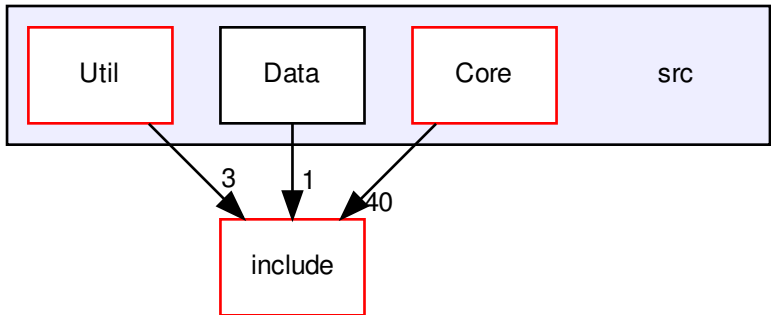 Util
Data
Core
src
3
1
40
include